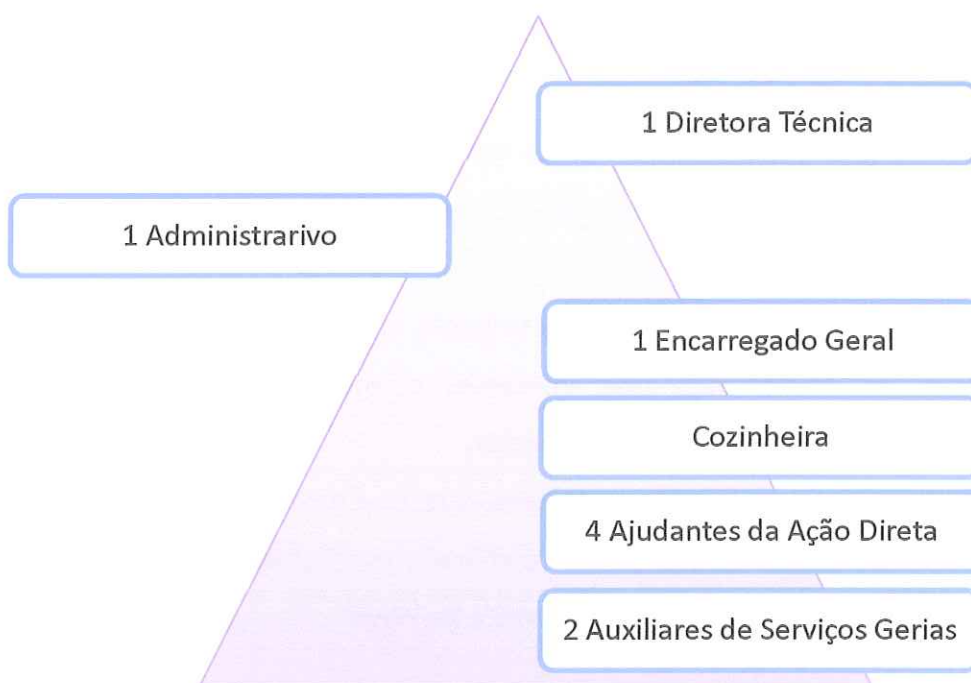 1 Diretora Técnica
1 Administrarivo
1 Encarregado Geral
Cozinheira
4 Ajudantes da Ação Direta
2 Auxiliares de Serviços Gerias